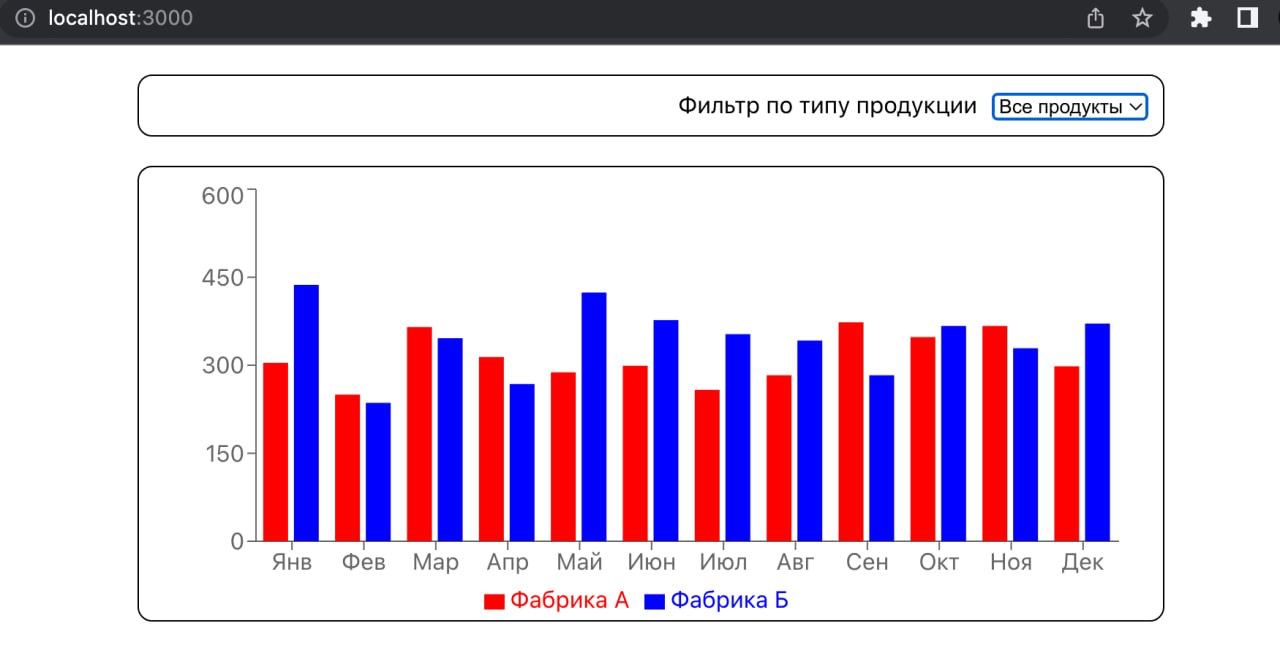 localhost:3000
Фильтр по типу продукции Все продукты
600
450
300
150
0
Янв Фев Мар Апр Май Июн Июл Авг Сен Окт Ноя Дек
Фабрика А Фабрика Б